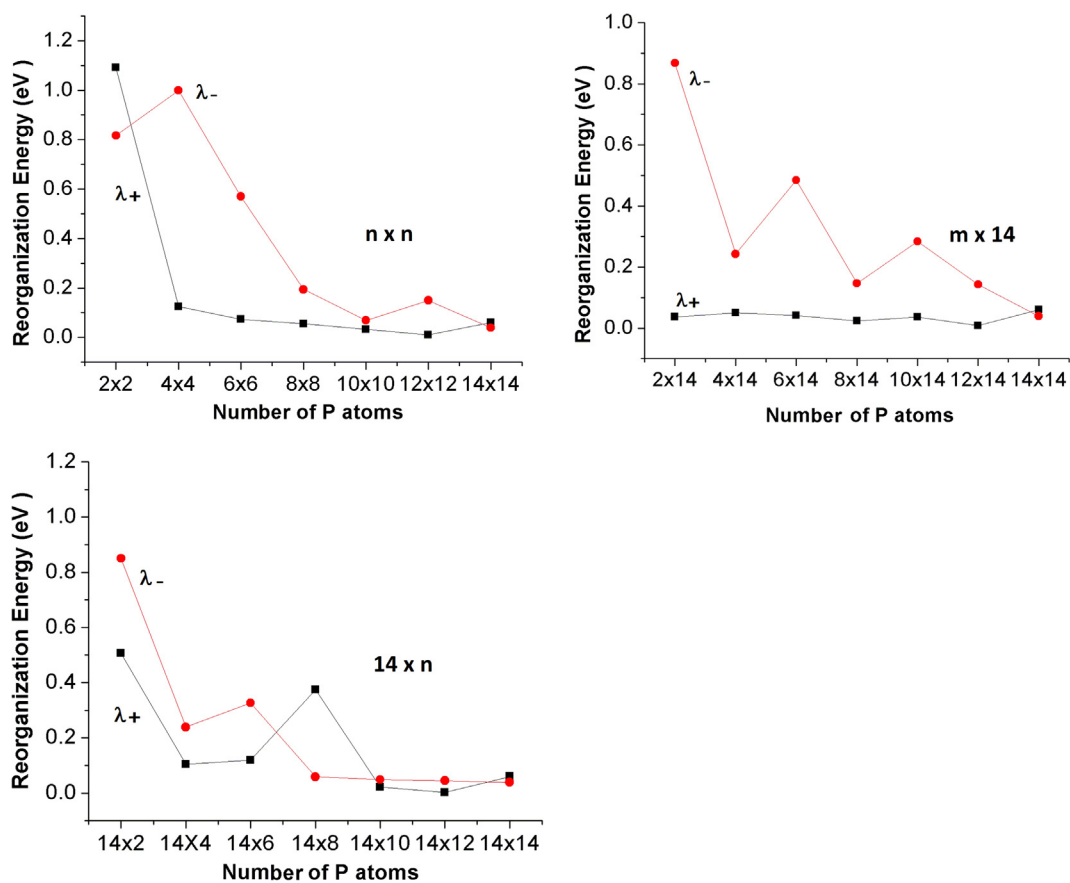 Reorganization Energy (eV )
1.2
1.0
0.8
0.6
0.4
0.2
0.0
λ-
λ+
n x n
2x2 4x4 6x6 8x8 10x10 12x12 14x14
Number of P atoms
Reorganization Energy (eV )
1.0
0.8
0.6
0.4
0.2
0.0
λ-
λ+
m x 14
2x14 4x14 6x14 8x14 10x14 12x14 14x14
Number of P atoms
Reorganization Energy (eV )
1.2
1.0
0.8
0.6
0.4
0.2
0.0
λ-
λ+
14 x n
14x2 14X4 14x6 14x8 14x10 14x12 14x14
Number of P atoms